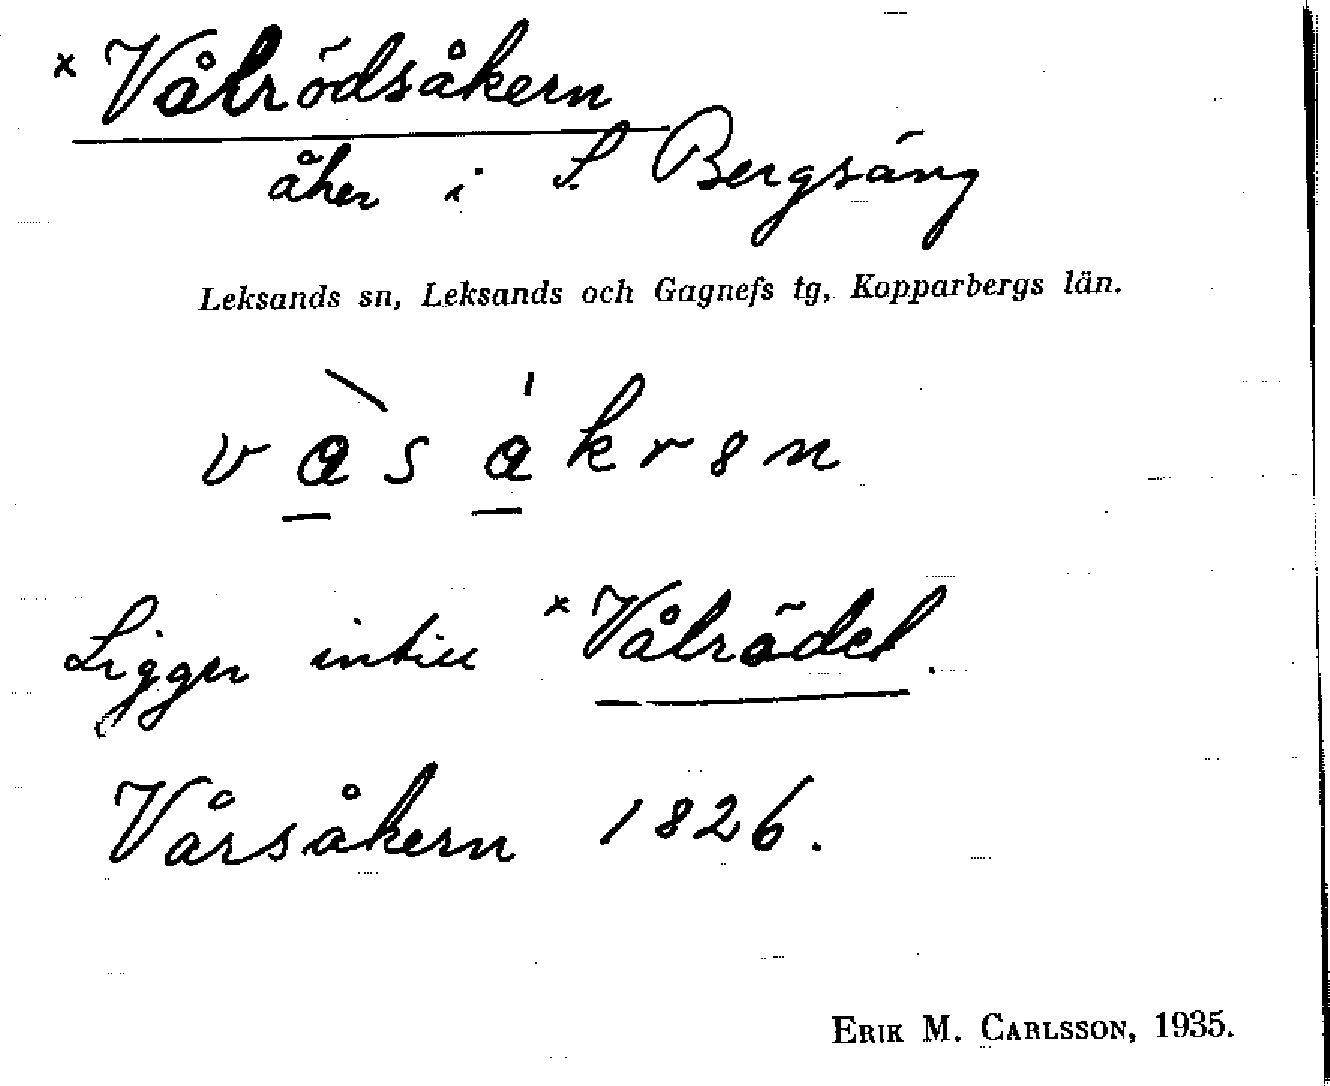 x Vålrödsåkern
åker i S. Bergsäng
Leksands sn, Leksands och Gagnefs tg, Kopparbergs län.
Ligger intill x Vålrödet.
Vårsåkern 1826.
ERIK M. CARLSSON, 1935.